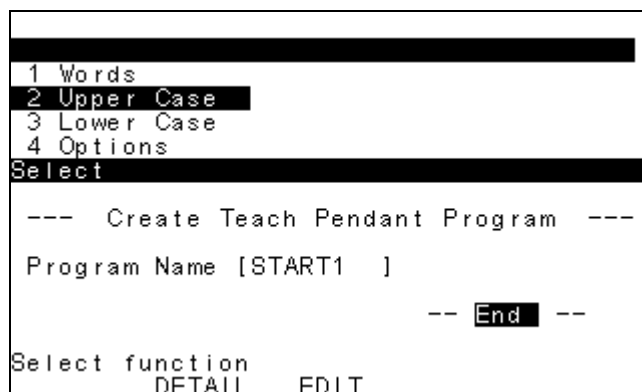 1 Words
2 Upper Case
3 Lower Case
4 Options
Select
--- Create Teach Pendant Program ---
Program Name [START1 ]
-- End --
Select function
DETAIL EDIT